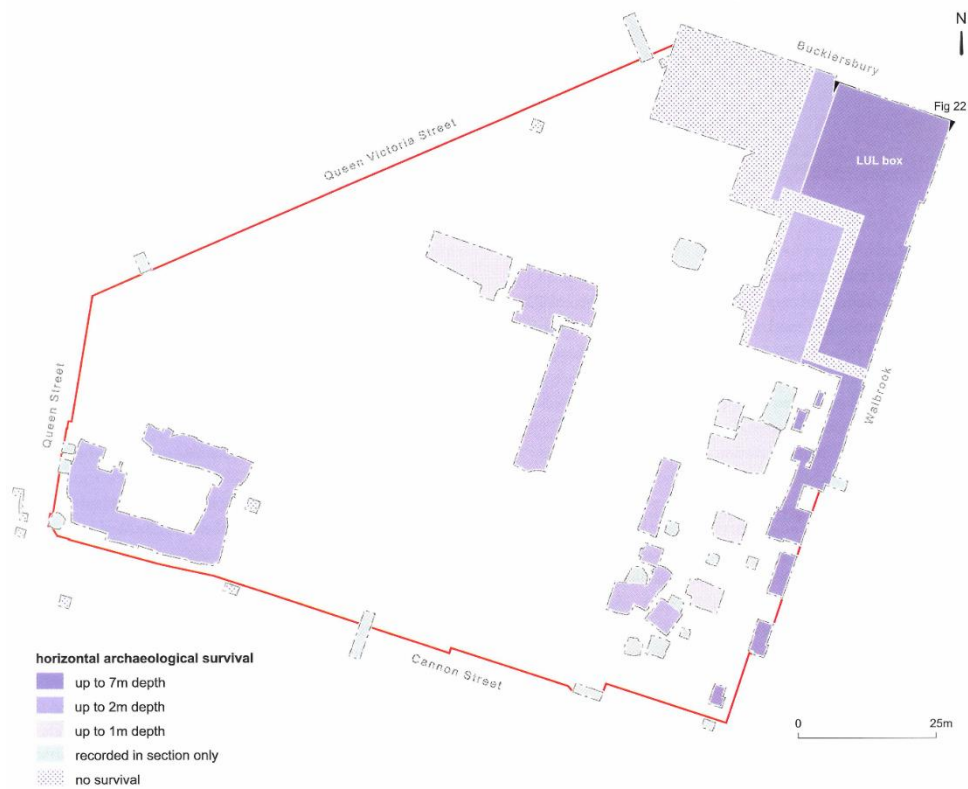 N
Bucklersbury
Fig 22
Queen Victoria Street
LUL box
Walbrook
Queen Street
Cannon Street
horizontal archaeological survival
up to 7m depth
up to 2m depth
up to 1m depth
recorded in section only
no survival
0 25m